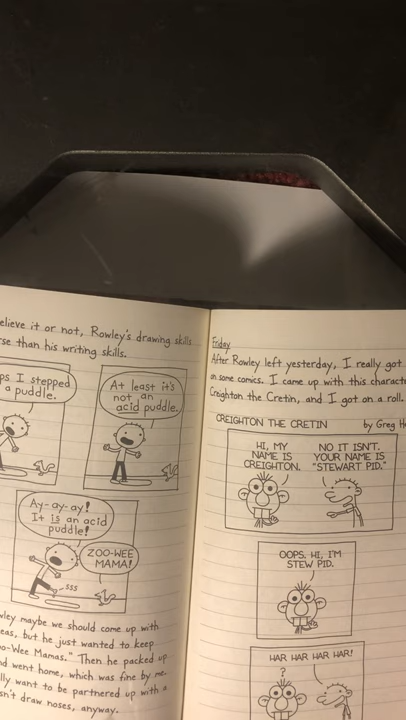 elieve it or not, Rowley's drawing skills
rse than his writing skills.
ps I stepped
a puddle.
At least it's
not an
acid puddle.
Ay-ay-ay!
It is an acid
puddle!
ZOO-WEE
MAMA!
sss
wley maybe we should come up with
eas, but he just wanted to keep
o-Wee Mamas." Then he packed up
nd went home, which was fine by me.
lly want to be partnered up with a
sn't draw noses, anyway.
Friday
After Rowley left yesterday, I really got
on some comics. I came up with this charact
Creighton the Cretin, and I got on a roll.
CREIGHTON THE CRETIN
by Greg H
HI, MY
NAME IS
CREIGHTON.
NO IT ISN'T.
YOUR NAME IS
"STEWART PID."
OOPS. HI, I'M
STEW PID.
HAR HAR HAR HAR!
?